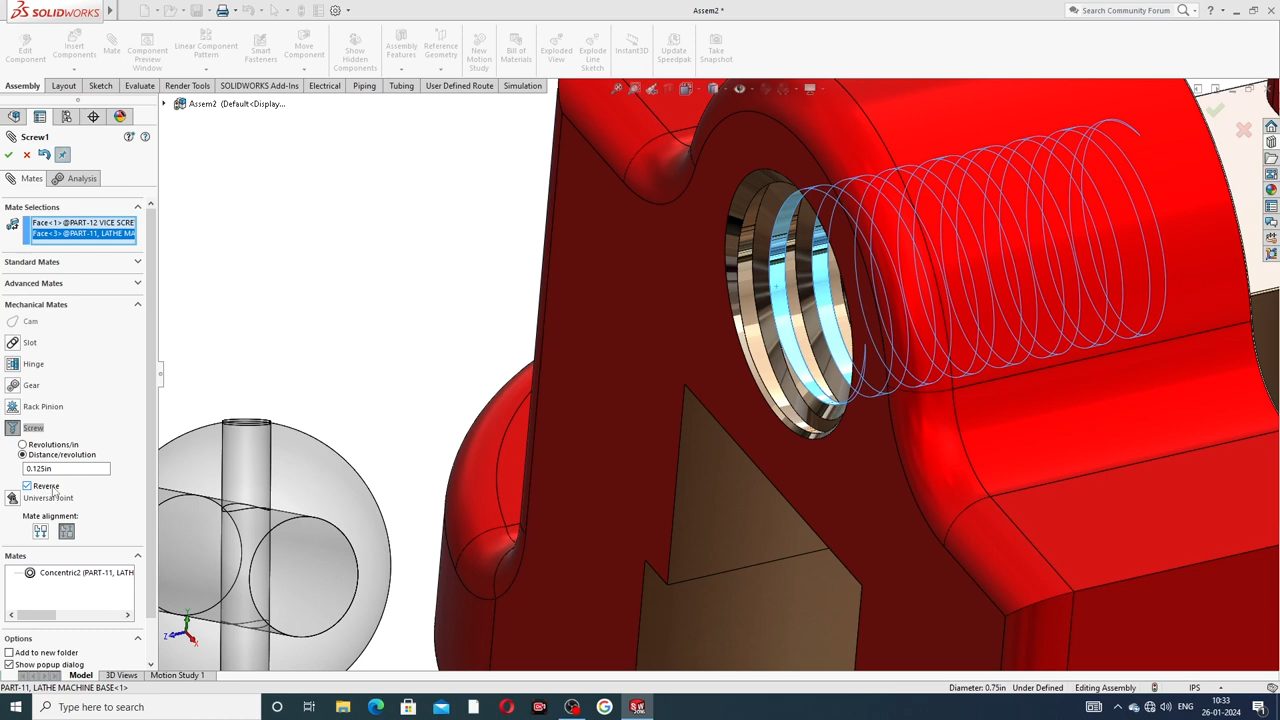 SOLIDWORKS
Assem2 *
Search Community Forum
Edit Component
Insert Components
Mate
Component Preview Window
Linear Component Pattern
Smart Fasteners
Move Component
Show Hidden Components
Assembly Features
Reference Geometry
New Motion Study
Bill of Materials
Exploded View
Explode Line Sketch
Instant3D
Update Speedpak
Take Snapshot
Assembly Layout Sketch Evaluate Render Tools SOLIDWORKS Add-Ins Electrical Piping Tubing User Defined Route Simulation
Assem2 (Default<Display...
Screw1
Mates Analysis
Mate Selections
Face<1>@PART-12 VICE SCRE
Face<3>@PART-11, LATHE MA
Standard Mates
Advanced Mates
Mechanical Mates
Cam
Slot
Hinge
Gear
Rack Pinion
Screw
Revolutions/in
Distance/revolution
0.125in
Reverse
Universal Joint
Mate alignment:
Mates
Concentric2 (PART-11, LATH
Options
Add to new folder
Show popup dialog
Y
Z
X
Model 3D Views Motion Study 1
PART-11, LATHE MACHINE BASE<1>
Diameter: 0.75in Under Defined Editing Assembly IPS
Type here to search
ENG
10:33
26-01-2024